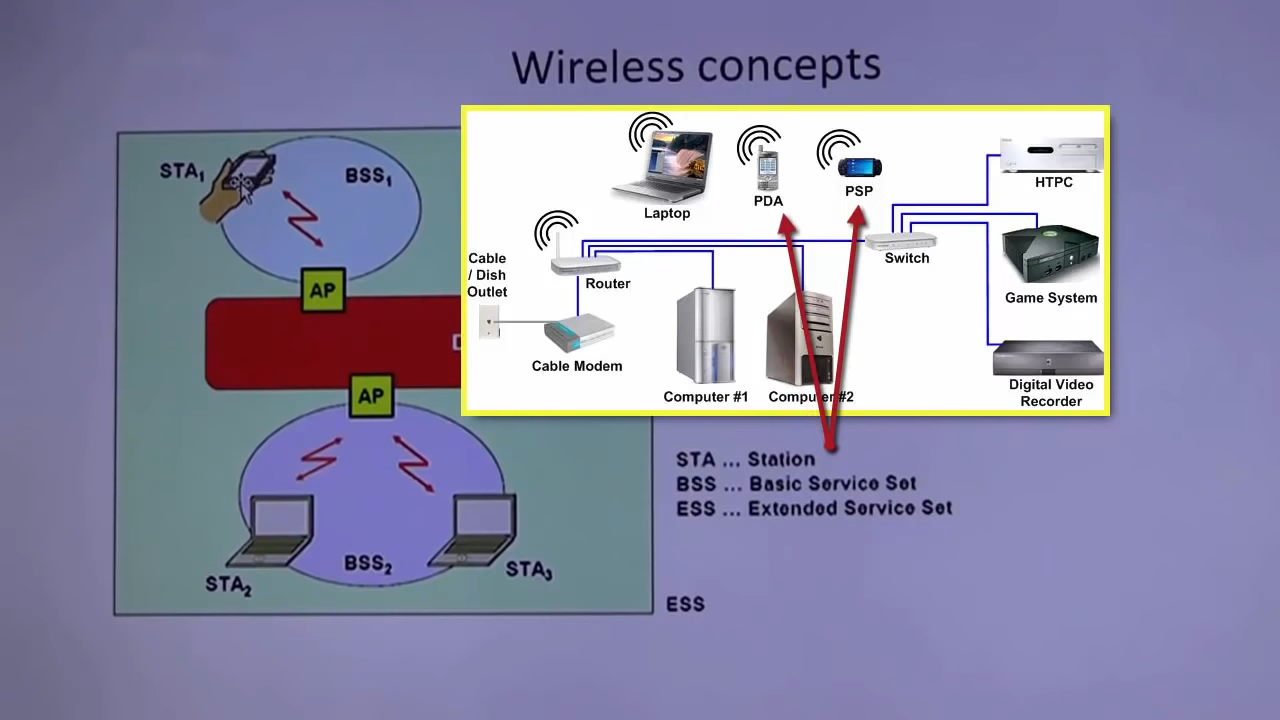 Wireless concepts
STA1
BSS1
AP
AP
BSS2
STA2
STA3
ESS
STA ... Station
BSS ... Basic Service Set
ESS ... Extended Service Set
Laptop
PDA
PSP
HTPC
Cable
/ Dish
Outlet
Router
Switch
Game System
Cable Modem
Computer #1
Computer #2
Digital Video
Recorder